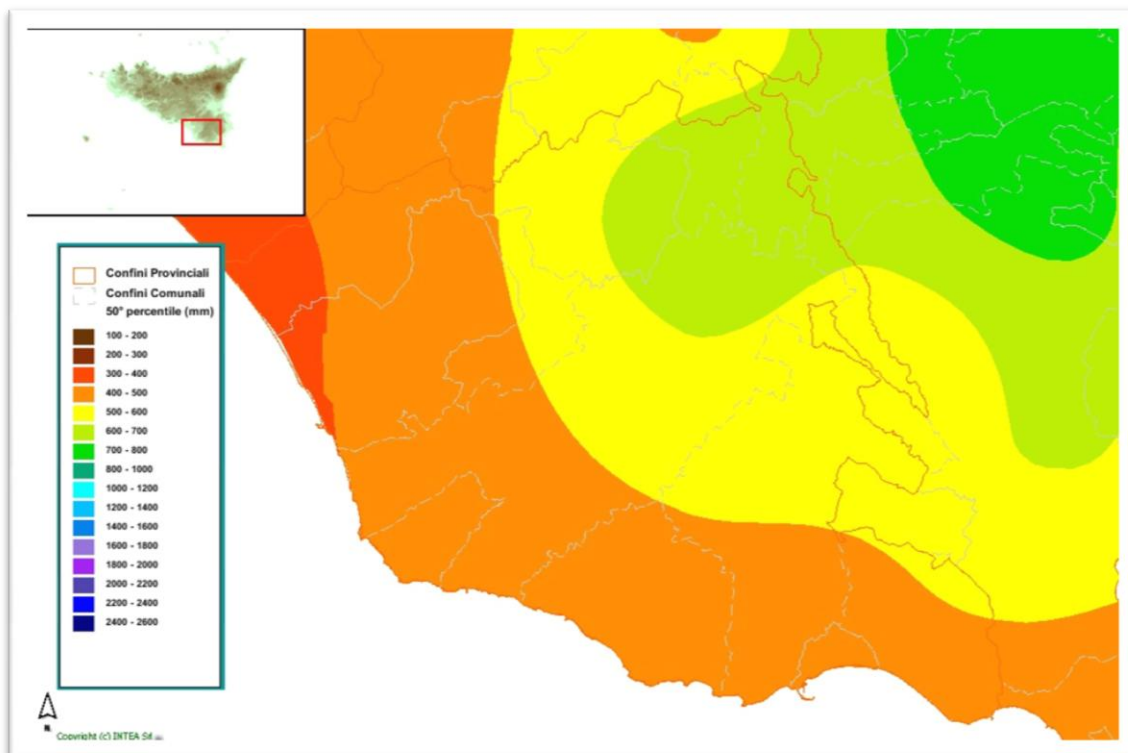 Confini Provinciali
Confini Comunali
50° percentile (mm)
100 - 200
200 - 300
300 - 400
400 - 500
500 - 600
600 - 700
700 - 800
800 - 1000
1000 - 1200
1200 - 1400
1400 - 1600
1600 - 1800
1800 - 2000
2000 - 2200
2200 - 2400
2400 - 2600
N
Copyright (c) INTEA Srl